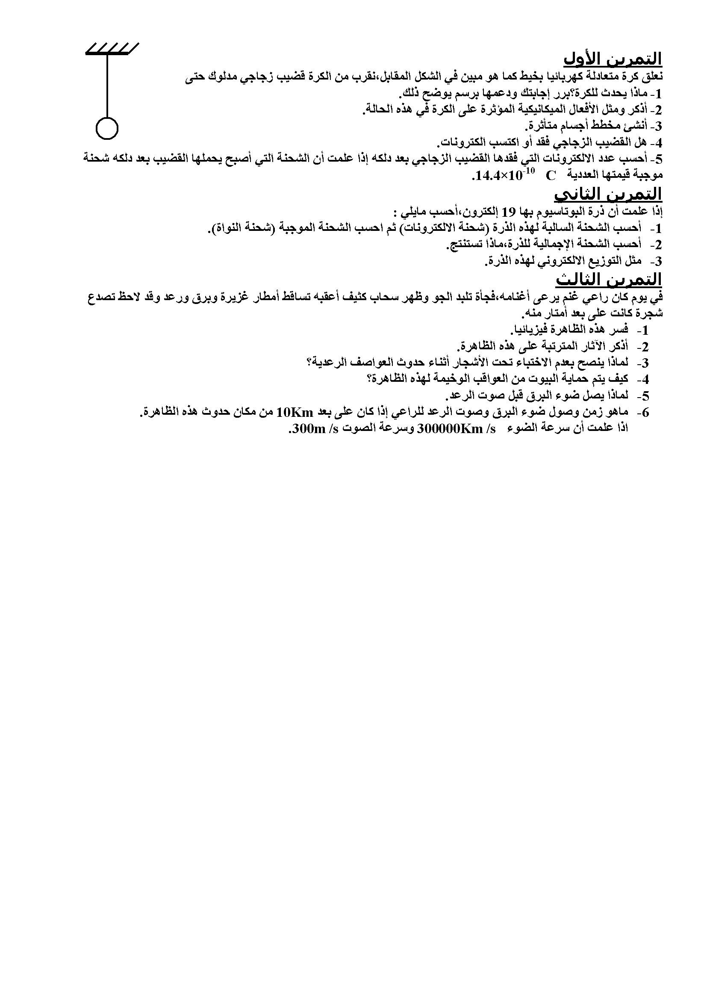 التمرين الأول
نعلق كرة متعادلة كهربائيا بخيط كما هو مبين في الشكل المقابل،نقرب من الكرة قضيب زجاجي مدلوك حتى
1- ماذا يحدث للكرة؟برر إجابتك ودعمها برسم يوضح ذلك.
2- أذكر ومثل الأفعال الميكانيكية المؤثرة على الكرة في هذه الحالة.
3- أنشئ مخطط أجسام متأثرة.
4- هل القضيب الزجاجي فقد أو اكتسب الكترونات.
5- أحسب عدد الالكترونات التي فقدها القضيب الزجاجي بعد دلكه إذا علمت أن الشحنة التي أصبح يحملها القضيب بعد دلكه شحنة
موجبة قيمتها العددية 14.4×10⁻¹⁰ C.
التمرين الثاني
إذا علمت أن ذرة البوتاسيوم بها 19 إلكترون،أحسب مايلي :
1- أحسب الشحنة السالبة لهذه الذرة (شحنة الالكترونات) ثم احسب الشحنة الموجبة (شحنة النواة).
2- أحسب الشحنة الإجمالية للذرة،ماذا تستنتج.
3- مثل التوزيع الالكتروني لهذه الذرة.
التمرين الثالث
في يوم كان راعي غنم يرعى أغنامه،فجأة تلبد الجو وظهر سحاب كثيف أعقبه تساقط أمطار غزيرة وبرق ورعد وقد لاحظ تصدع
شجرة كانت على بعد أمتار منه.
1- فسر هذه الظاهرة فيزيائيا.
2- أذكر الآثار المترتبة على هذه الظاهرة.
3- لماذا ينصح بعدم الاختباء تحت الأشجار أثناء حدوث العواصف الرعدية؟
4- كيف يتم حماية البيوت من العواقب الوخيمة لهذه الظاهرة؟
5- لماذا يصل ضوء البرق قبل صوت الرعد.
6- ماهو زمن وصول ضوء البرق وصوت الرعد للراعي إذا كان على بعد 10Km من مكان حدوث هذه الظاهرة.
اذا علمت أن سرعة الضوء 300000Km /s وسرعة الصوت 300m /s.